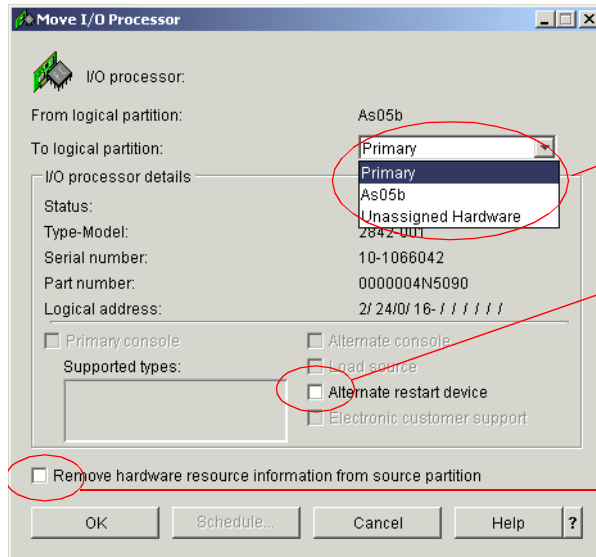 Move I/O Processor
I/O processor:
From logical partition: As05b
To logical partition: Primary
Primary
As05b
Unassigned Hardware
I/O processor details
Status:
Type-Model: 2842-001
Serial number: 10-1066042
Part number: 0000004N5090
Logical address: 2/ 24/0/ 16- / / / / / /
Primary console
Alternate console
Supported types:
Load source
Alternate restart device
Electronic customer support
Remove hardware resource information from source partition
OK Schedule... Cancel Help ?